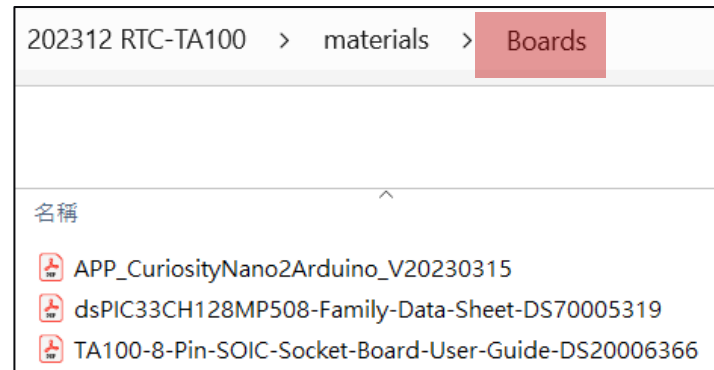 202312 RTC-TA100 > materials > Boards
名稱
APP_CuriosityNano2Arduino_V20230315
dsPIC33CH128MP508-Family-Data-Sheet-DS70005319
TA100-8-Pin-SOIC-Socket-Board-User-Guide-DS20006366